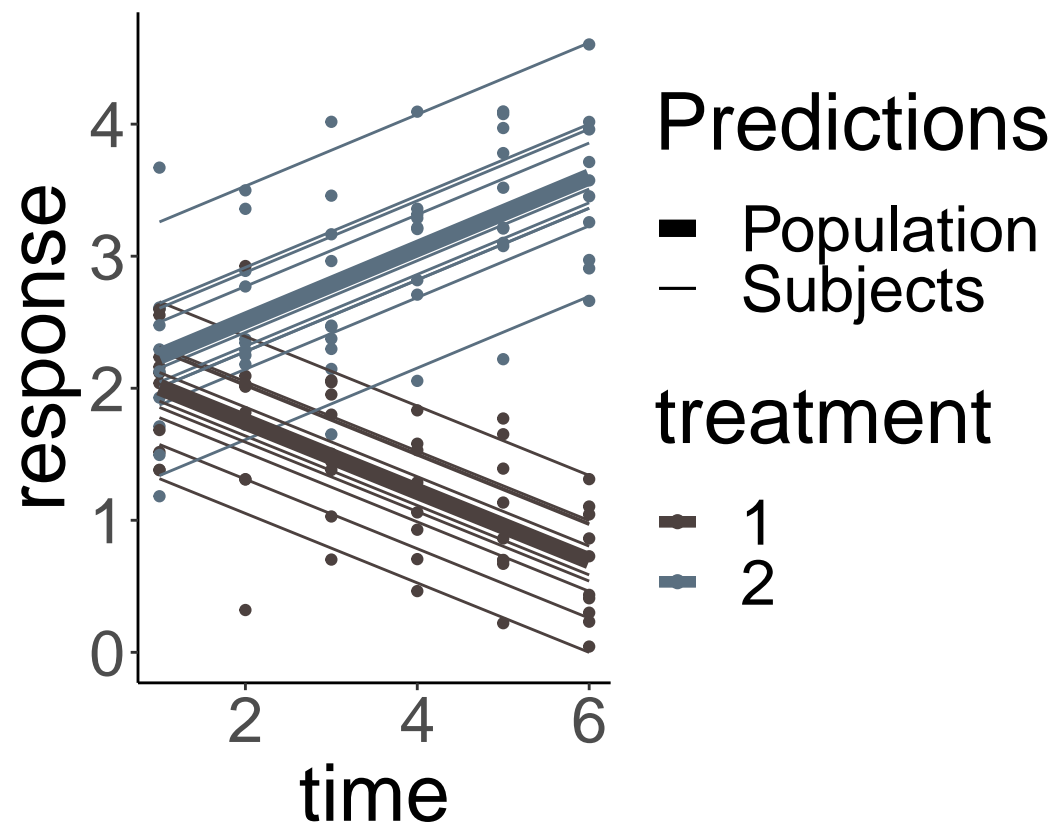 response
4
3
2
1
0
2 4 6
time
Predictions
Population
Subjects
treatment
1
2